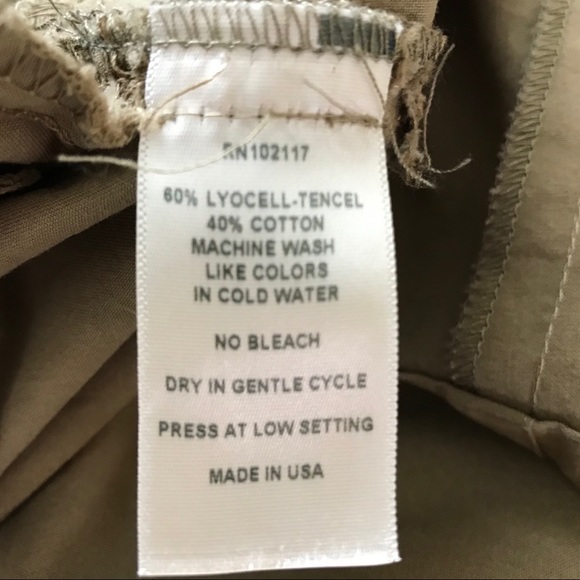 RN102117
60% LYOCELL-TENCEL
40% COTTON
MACHINE WASH
LIKE COLORS
IN COLD WATER
NO BLEACH
DRY IN GENTLE CYCLE
PRESS AT LOW SETTING
MADE IN USA